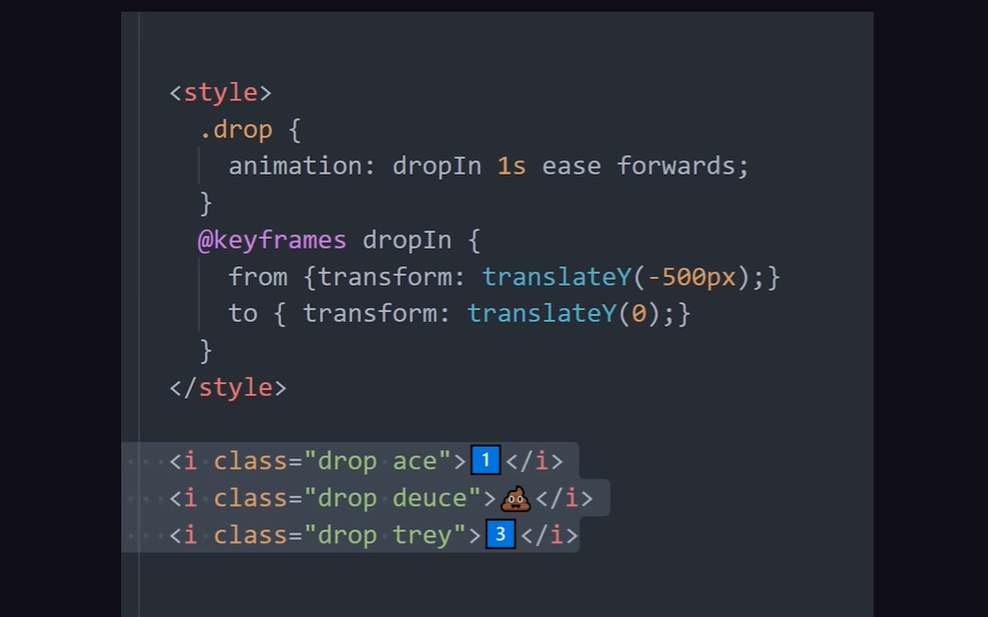 <style>
.drop {
animation: dropIn 1s ease forwards;
}
@keyframes dropIn {
from {transform: translateY(-500px);}
to { transform: translateY(0);}
}
</style>
<i class="drop ace">1️⃣</i>
<i class="drop deuce">💩</i>
<i class="drop trey">3️⃣</i>